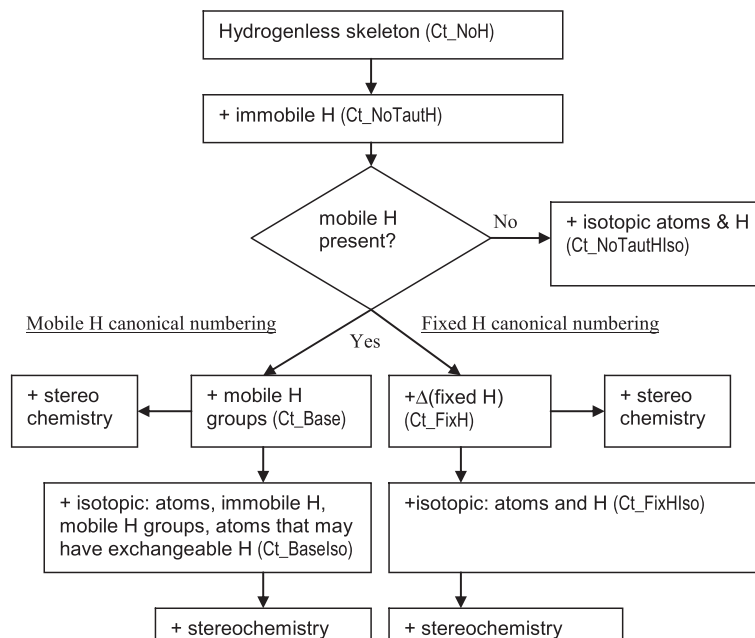 Hydrogenless skeleton (Ct_NoH)
+ immobile H (Ct_NoTautH)
mobile H
present?
No
+ isotopic atoms & H
(Ct_NoTautHIso)
Mobile H canonical numbering
Yes
Fixed H canonical numbering
+ stereo
chemistry
+ mobile H
groups (Ct_Base)
+Δ(fixed H)
(Ct_FixH)
+ stereo
chemistry
+ isotopic: atoms, immobile H,
mobile H groups, atoms that may
have exchangeable H (Ct_BaseIso)
+isotopic: atoms and H (Ct_FixHIso)
+ stereochemistry
+ stereochemistry